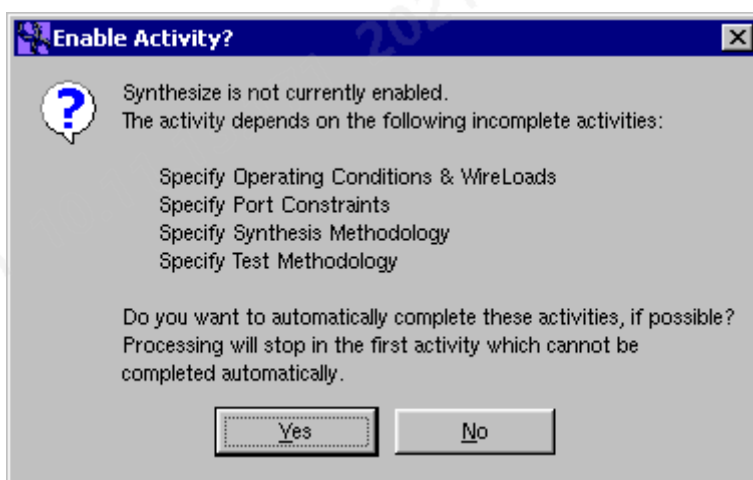 Enable Activity?
Synthesize is not currently enabled.
The activity depends on the following incomplete activities:
Specify Operating Conditions & WireLoads
Specify Port Constraints
Specify Synthesis Methodology
Specify Test Methodology
Do you want to automatically complete these activities, if possible?
Processing will stop in the first activity which cannot be
completed automatically.
Yes No